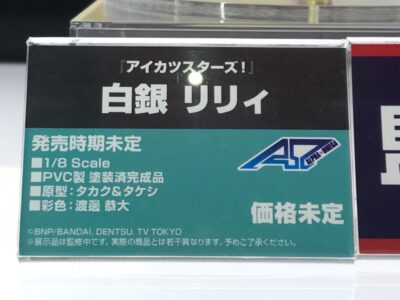 『アイカツスターズ！』
白銀 リリィ
発売時期未定
■1/8 Scale
■PVC製 塗装済完成品
■原型：タカク&タケシ
■彩色：渡邊 恭大
ALPHA×OMEGA
価格未定
©BNP/BANDAI, DENTSU, TV TOKYO
※展示品は監修中です。実際の商品とは若干異なります。予めご了承ください。